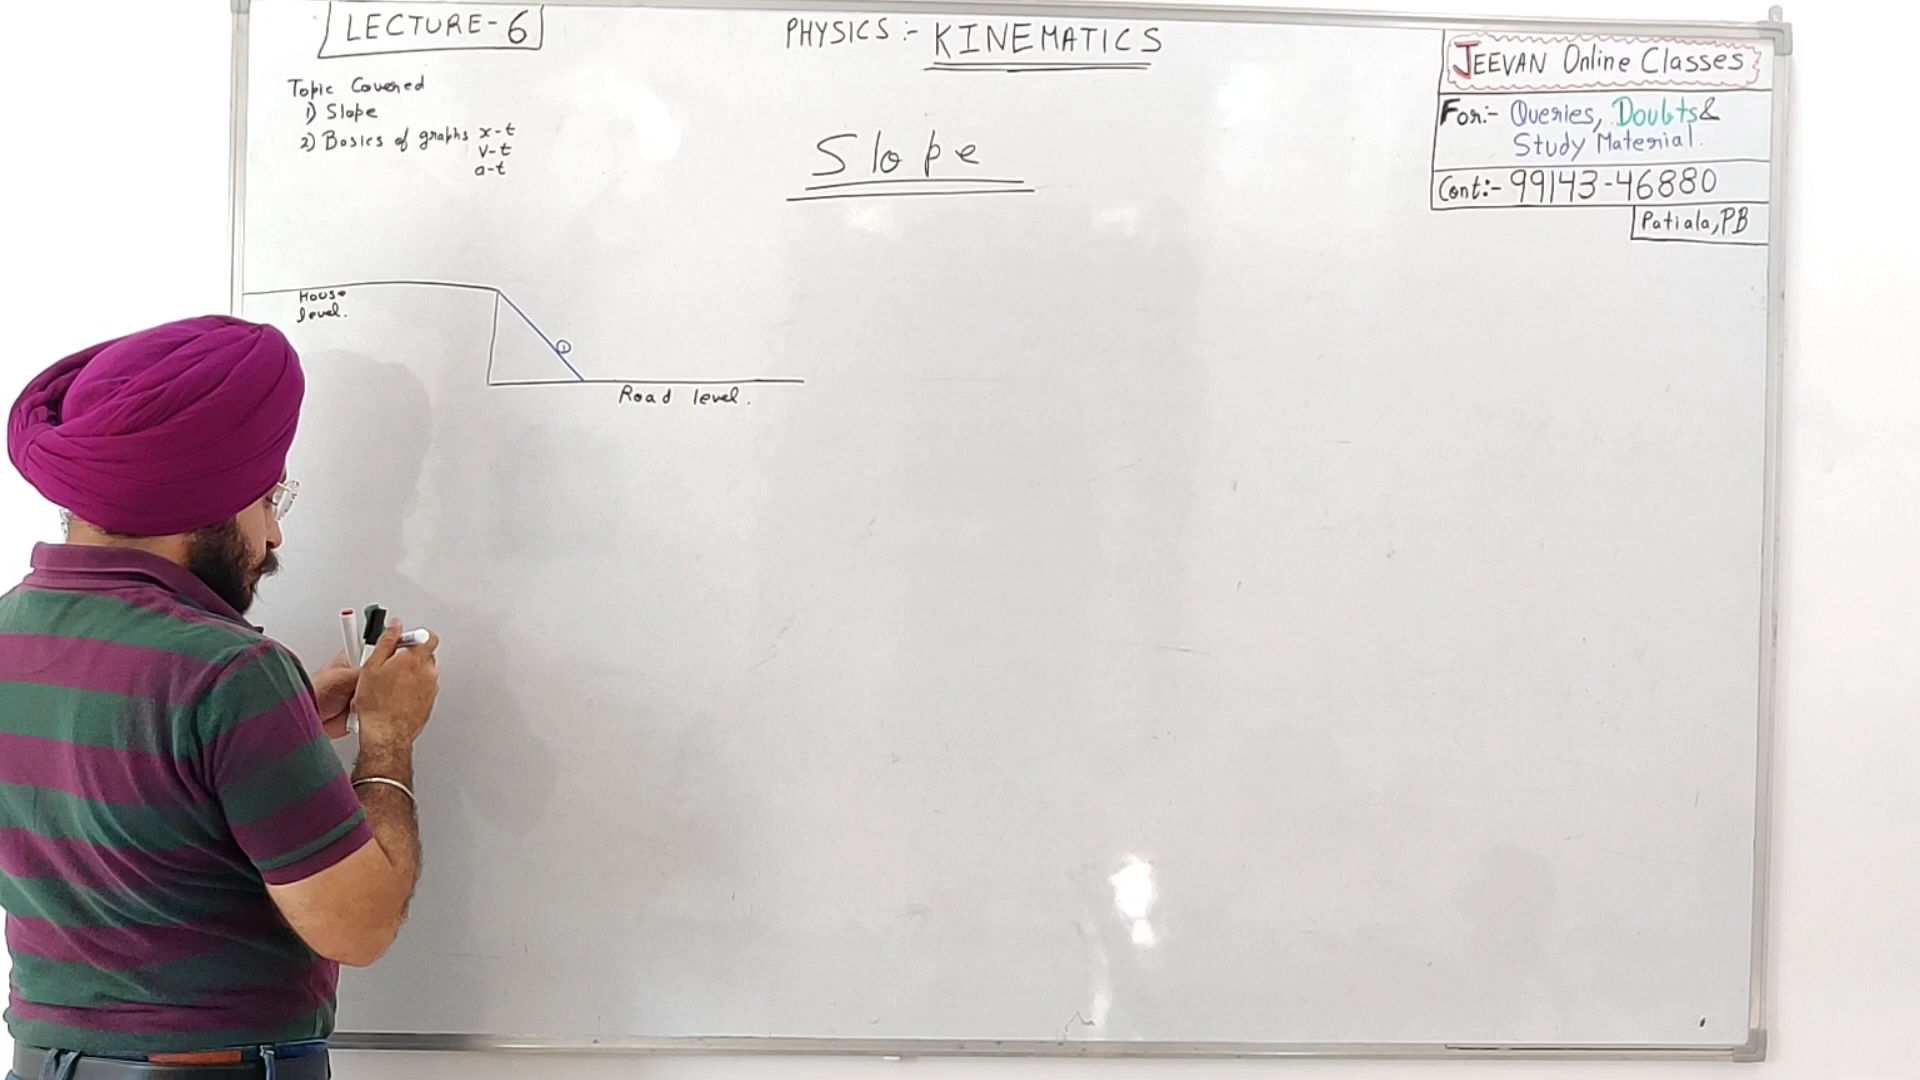 LECTURE-6
PHYSICS :- KINEMATICS
Topic Covered
1) Slope
2) Basics of graphs x-t
v-t
a-t
Slope
JEEVAN Online Classes
For:- Queries, Doubts &
Study Material.
Cont:- 99143-46880
Patiala, PB
House
level.
1
Road level.